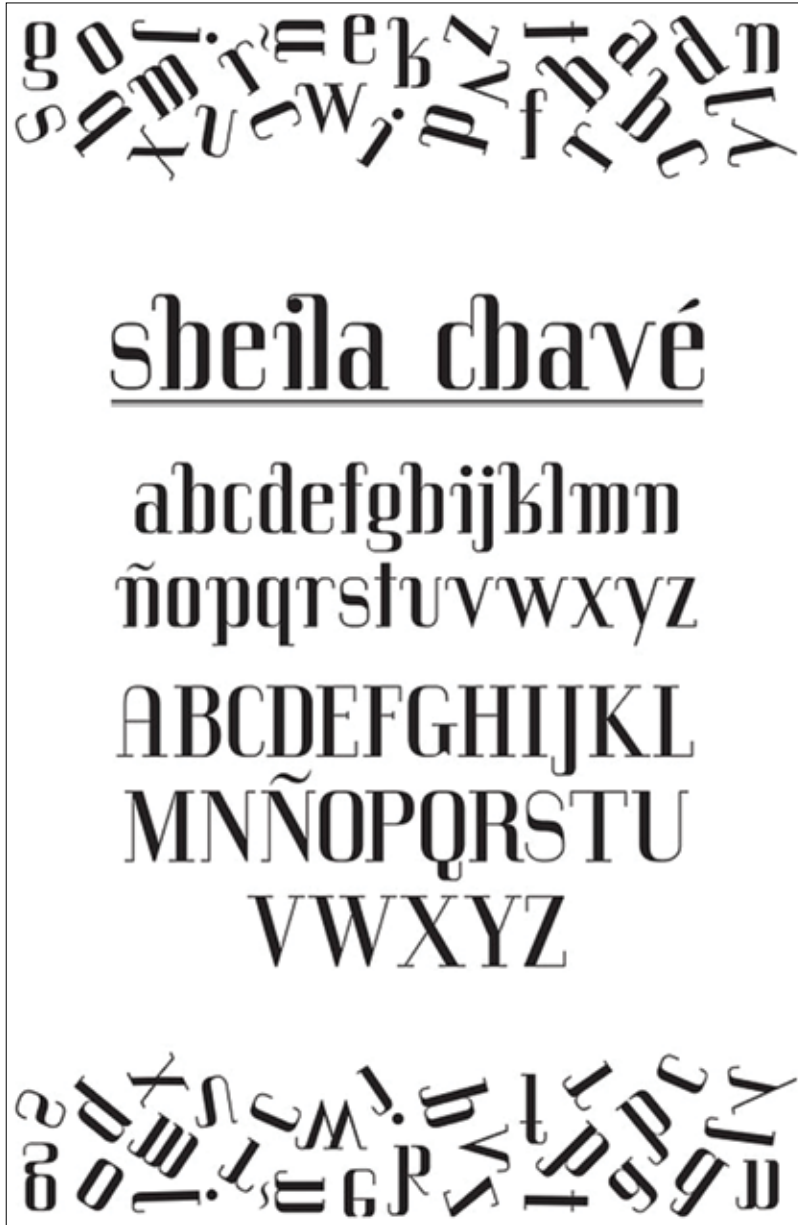 sheila chavé
abcdefghijklmn
ñopqrstuvwxyz
ABCDEFGHIJKL
MNÑOPQRSTU
VWXYZ